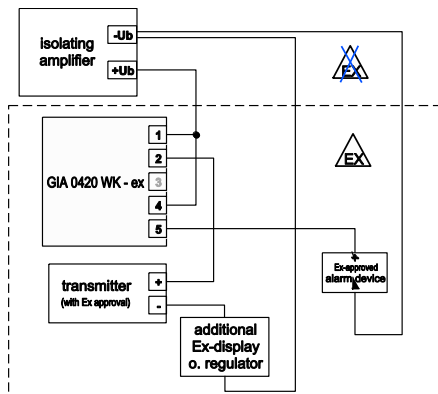 isolating
amplifier
-Ub
+Ub
EX
EX
GIA 0420 WK - ex
1
2
3
4
5
transmitter
(with Ex approval)
+
-
additional
Ex-display
o. regulator
+
Ex-approved
alarm device